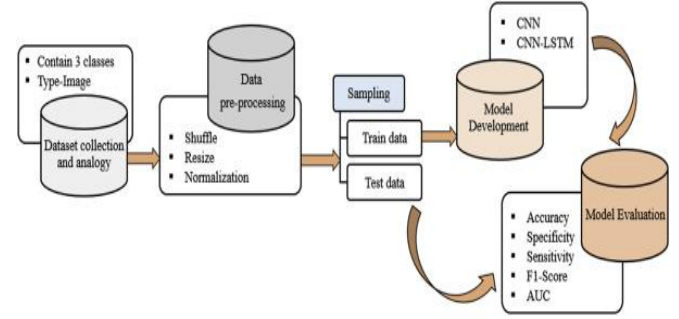 Contain 3 classes
Type-Image
Dataset collection
and analogy
Data
pre-processing
Shuffle
Resize
Normalization
Sampling
Train data
Test data
CNN
CNN-LSTM
Model
Development
Model Evaluation
Accuracy
Specificity
Sensitivity
F1-Score
AUC